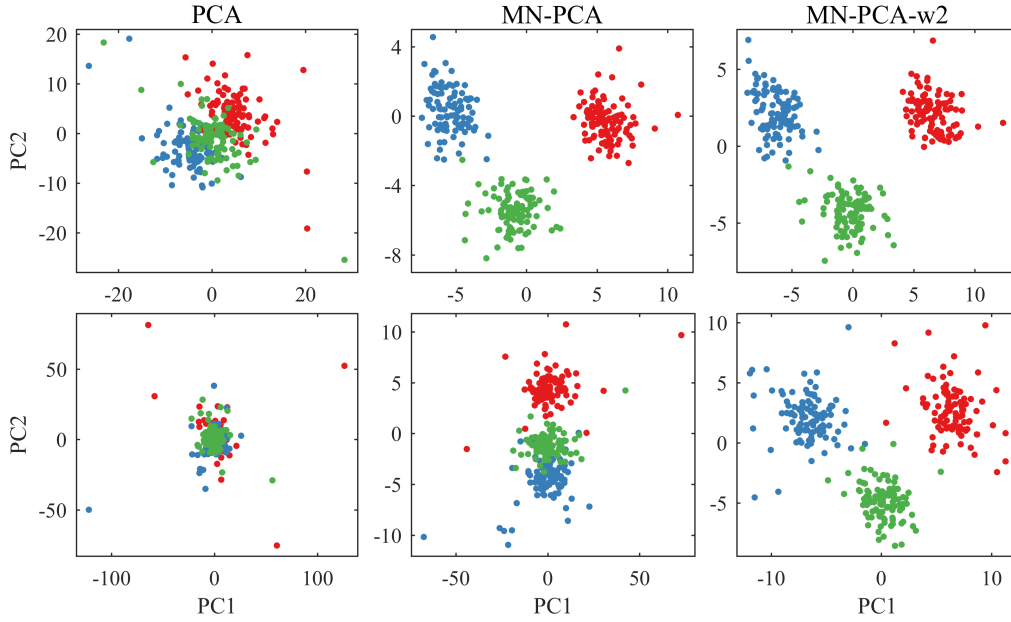 PCA MN-PCA MN-PCA-w2
20 10 0 -10 -20
PC2
-20 0 20
4 0 -4 -8
-5 0 5 10
5 0 -5
-5 0 5 10
50 0 -50
PC2
-100 0 100
PC1
10 5 0 -5 -10
-50 0 50
PC1
10 5 0 -5
-10 0 10
PC1